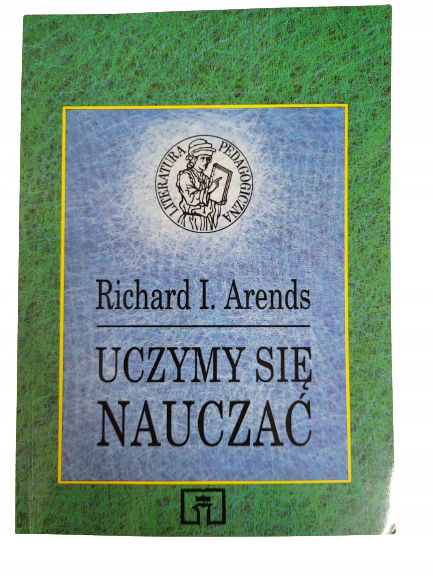 LITERATURA PEDAGOGICZNA
Richard I. Arends
UCZYMY SIĘ
NAUCZAĆ